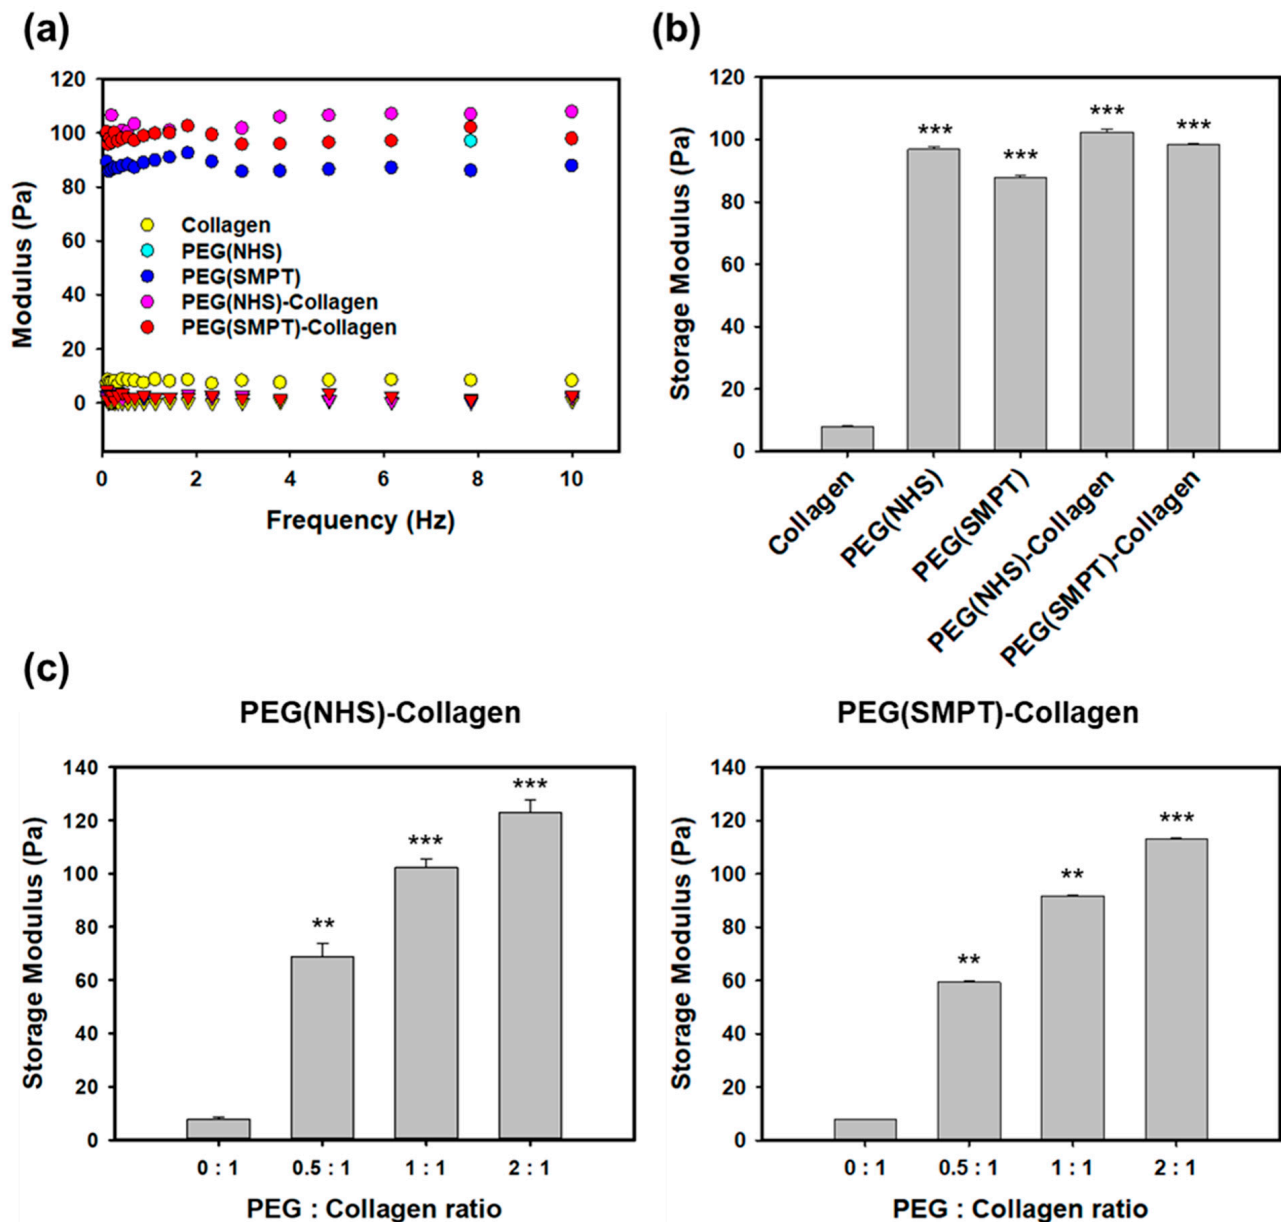 (a)
120
100
80
60
40
20
0
Modulus (Pa)
Collagen
PEG(NHS)
PEG(SMPT)
PEG(NHS)-Collagen
PEG(SMPT)-Collagen
0 2 4 6 8 10
Frequency (Hz)
(b)
120
100
80
60
40
20
0
Storage Modulus (Pa)
*** *** *** ***
Collagen
PEG(NHS)
PEG(SMPT)
PEG(NHS)-Collagen
PEG(SMPT)-Collagen
(c)
PEG(NHS)-Collagen
140
120
100
80
60
40
20
0
Storage Modulus (Pa)
** *** ***
0 : 1 0.5 : 1 1 : 1 2 : 1
PEG : Collagen ratio
PEG(SMPT)-Collagen
140
120
100
80
60
40
20
0
Storage Modulus (Pa)
** ** ***
0 : 1 0.5 : 1 1 : 1 2 : 1
PEG : Collagen ratio